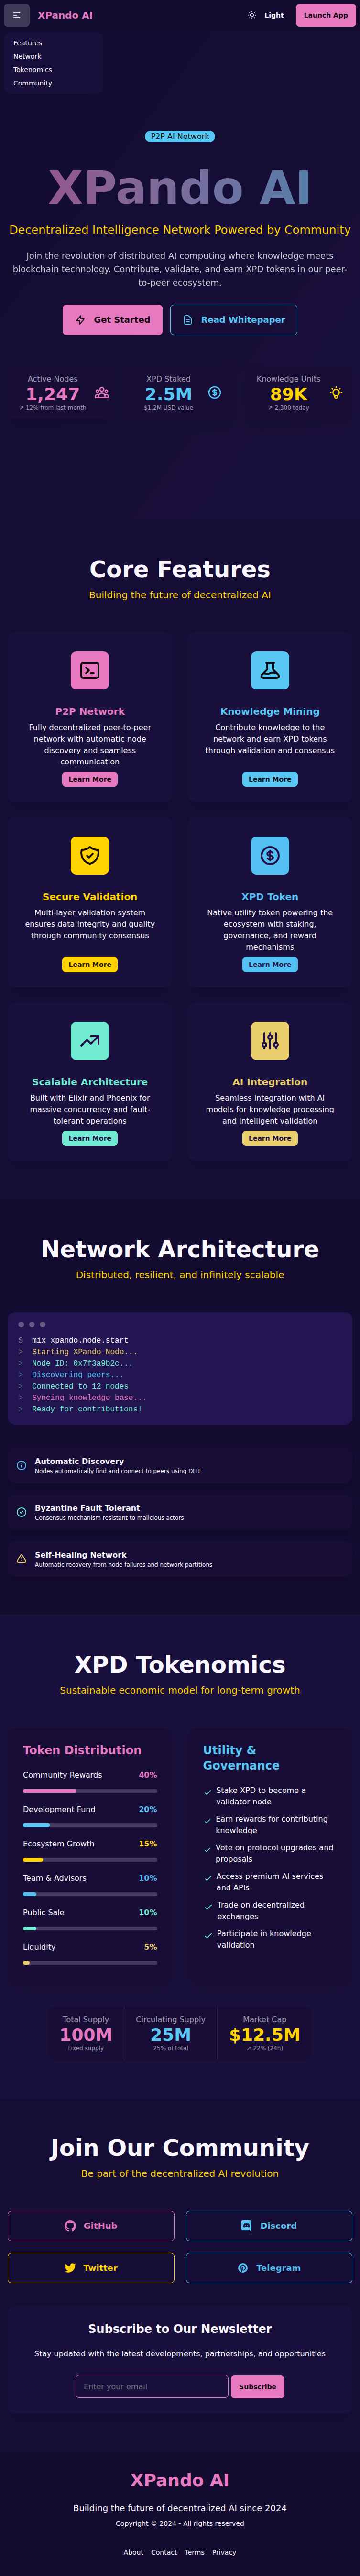 XPando AI
Light
Launch App
Features
Network
Tokenomics
Community
P2P AI Network
XPando AI
Decentralized Intelligence Network Powered by Community
Join the revolution of distributed AI computing where knowledge meets
blockchain technology. Contribute, validate, and earn XPD tokens in our peer-
to-peer ecosystem.
Get Started
Read Whitepaper
Active Nodes
1,247
↗ 12% from last month
XPD Staked
2.5M
$1.2M USD value
Knowledge Units
89K
↗ 2,300 today
Core Features
Building the future of decentralized AI
P2P Network
Fully decentralized peer-to-peer
network with automatic node
discovery and seamless
communication
Learn More
Knowledge Mining
Contribute knowledge to the
network and earn XPD tokens
through validation and consensus
Learn More
Secure Validation
Multi-layer validation system
ensures data integrity and quality
through community consensus
Learn More
XPD Token
Native utility token powering the
ecosystem with staking,
governance, and reward
mechanisms
Learn More
Scalable Architecture
Built with Elixir and Phoenix for
massive concurrency and fault-
tolerant operations
Learn More
AI Integration
Seamless integration with AI
models for knowledge processing
and intelligent validation
Learn More
Network Architecture
Distributed, resilient, and infinitely scalable
$ mix xpando.node.start
> Starting XPando Node...
> Node ID: 0x7f3a9b2c...
> Discovering peers...
> Connected to 12 nodes
> Syncing knowledge base...
> Ready for contributions!
Automatic Discovery
Nodes automatically find and connect to peers using DHT
Byzantine Fault Tolerant
Consensus mechanism resistant to malicious actors
Self-Healing Network
Automatic recovery from node failures and network partitions
XPD Tokenomics
Sustainable economic model for long-term growth
Token Distribution
Community Rewards 40%
Development Fund 20%
Ecosystem Growth 15%
Team & Advisors 10%
Public Sale 10%
Liquidity 5%
Utility &
Governance
Stake XPD to become a
validator node
Earn rewards for contributing
knowledge
Vote on protocol upgrades and
proposals
Access premium AI services
and APIs
Trade on decentralized
exchanges
Participate in knowledge
validation
Total Supply
100M
Fixed supply
Circulating Supply
25M
25% of total
Market Cap
$12.5M
↗ 22% (24h)
Join Our Community
Be part of the decentralized AI revolution
GitHub
Discord
Twitter
Telegram
Subscribe to Our Newsletter
Stay updated with the latest developments, partnerships, and opportunities
Enter your email
Subscribe
XPando AI
Building the future of decentralized AI since 2024
Copyright © 2024 - All rights reserved
About Contact Terms Privacy